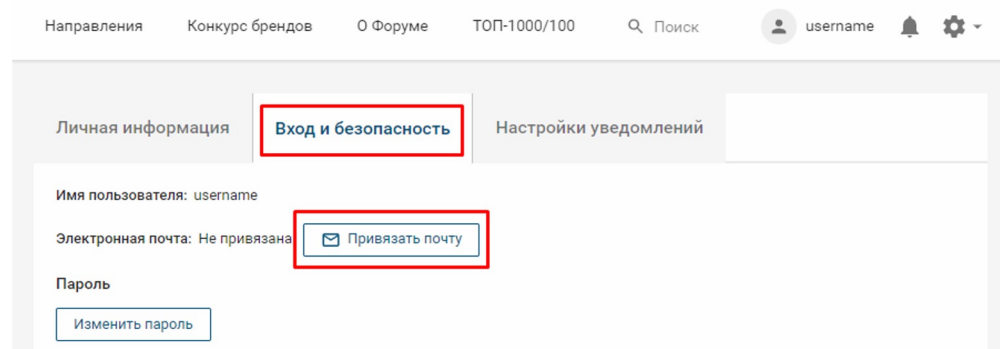 Направления Конкурс брендов О Форуме ТОП-1000/100 Поиск username
Личная информация Вход и безопасность Настройки уведомлений
Имя пользователя: username
Электронная почта: Не привязана Привязать почту
Пароль
Изменить пароль